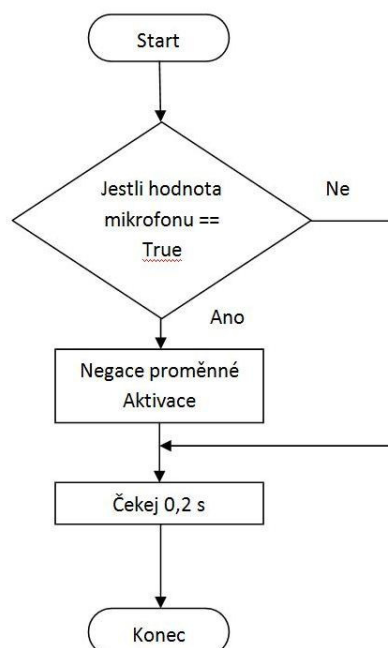 Start
Jestli hodnota
mikrofonu ==
True
Ne
Ano
Negace proměnné
Aktivace
Čekej 0,2 s
Konec